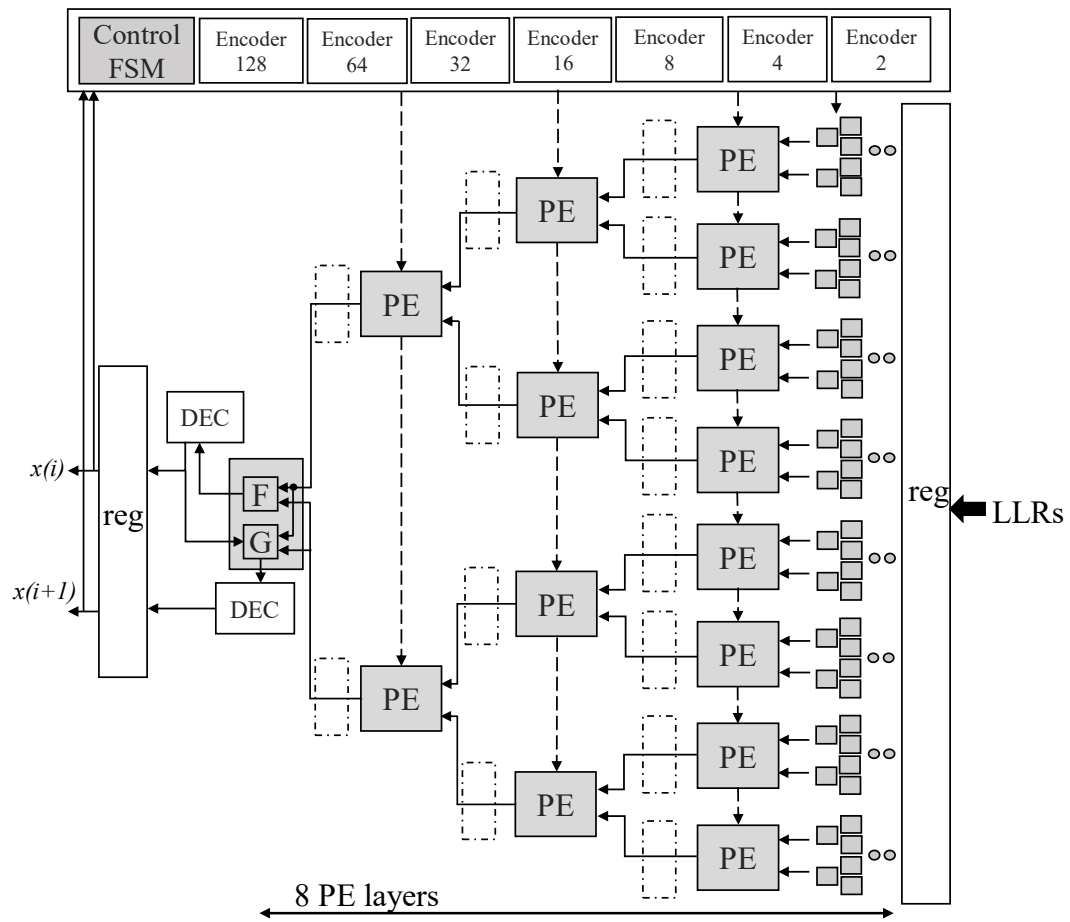 Control
FSM
Encoder
128
Encoder
64
Encoder
32
Encoder
16
Encoder
8
Encoder
4
Encoder
2
PE
PE
PE
PE
PE
PE
PE
PE
PE
PE
PE
PE
PE
PE
DEC
F
G
DEC
x(i)
x(i+1)
reg
reg
LLRs
8 PE layers